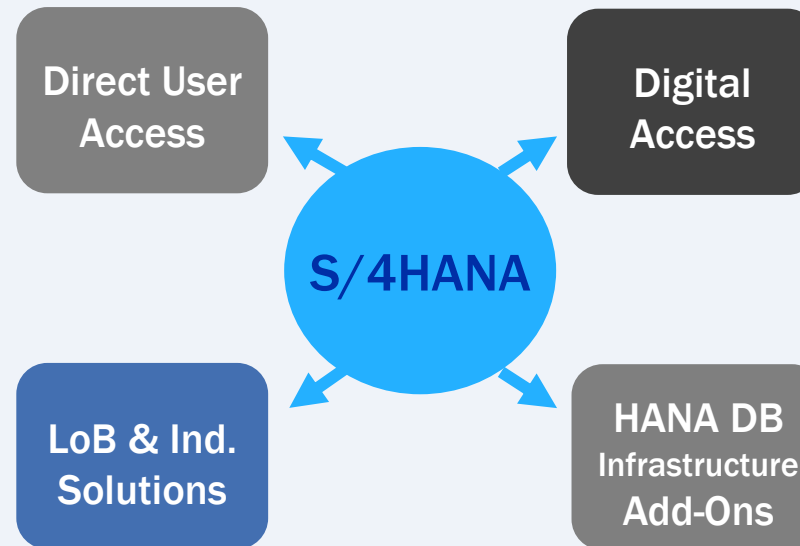 Direct User
Access
Digital
Access
S/4HANA
LoB & Ind.
Solutions
HANA DB
Infrastructure
Add-Ons